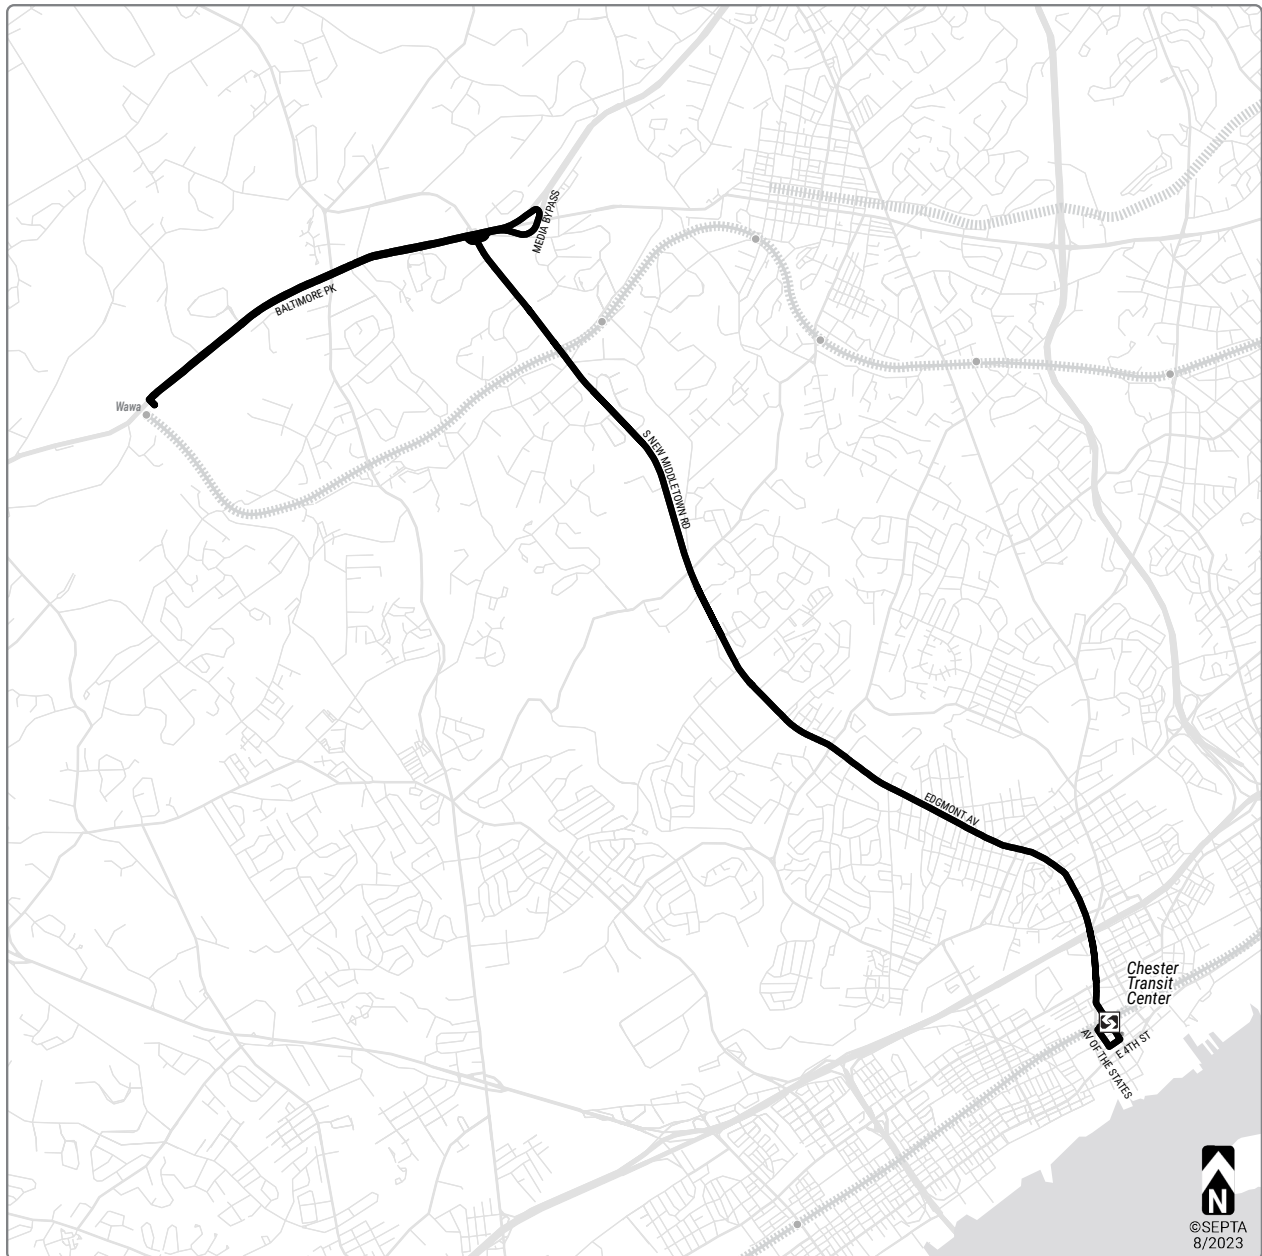 MEDIA BYPASS
BALTIMORE PK
Wawa
S NEW MIDDLETOWN RD
EDGMONT AV
Chester
Transit
Center
AV OF THE STATES
E 4TH ST
N
©SEPTA
8/2023